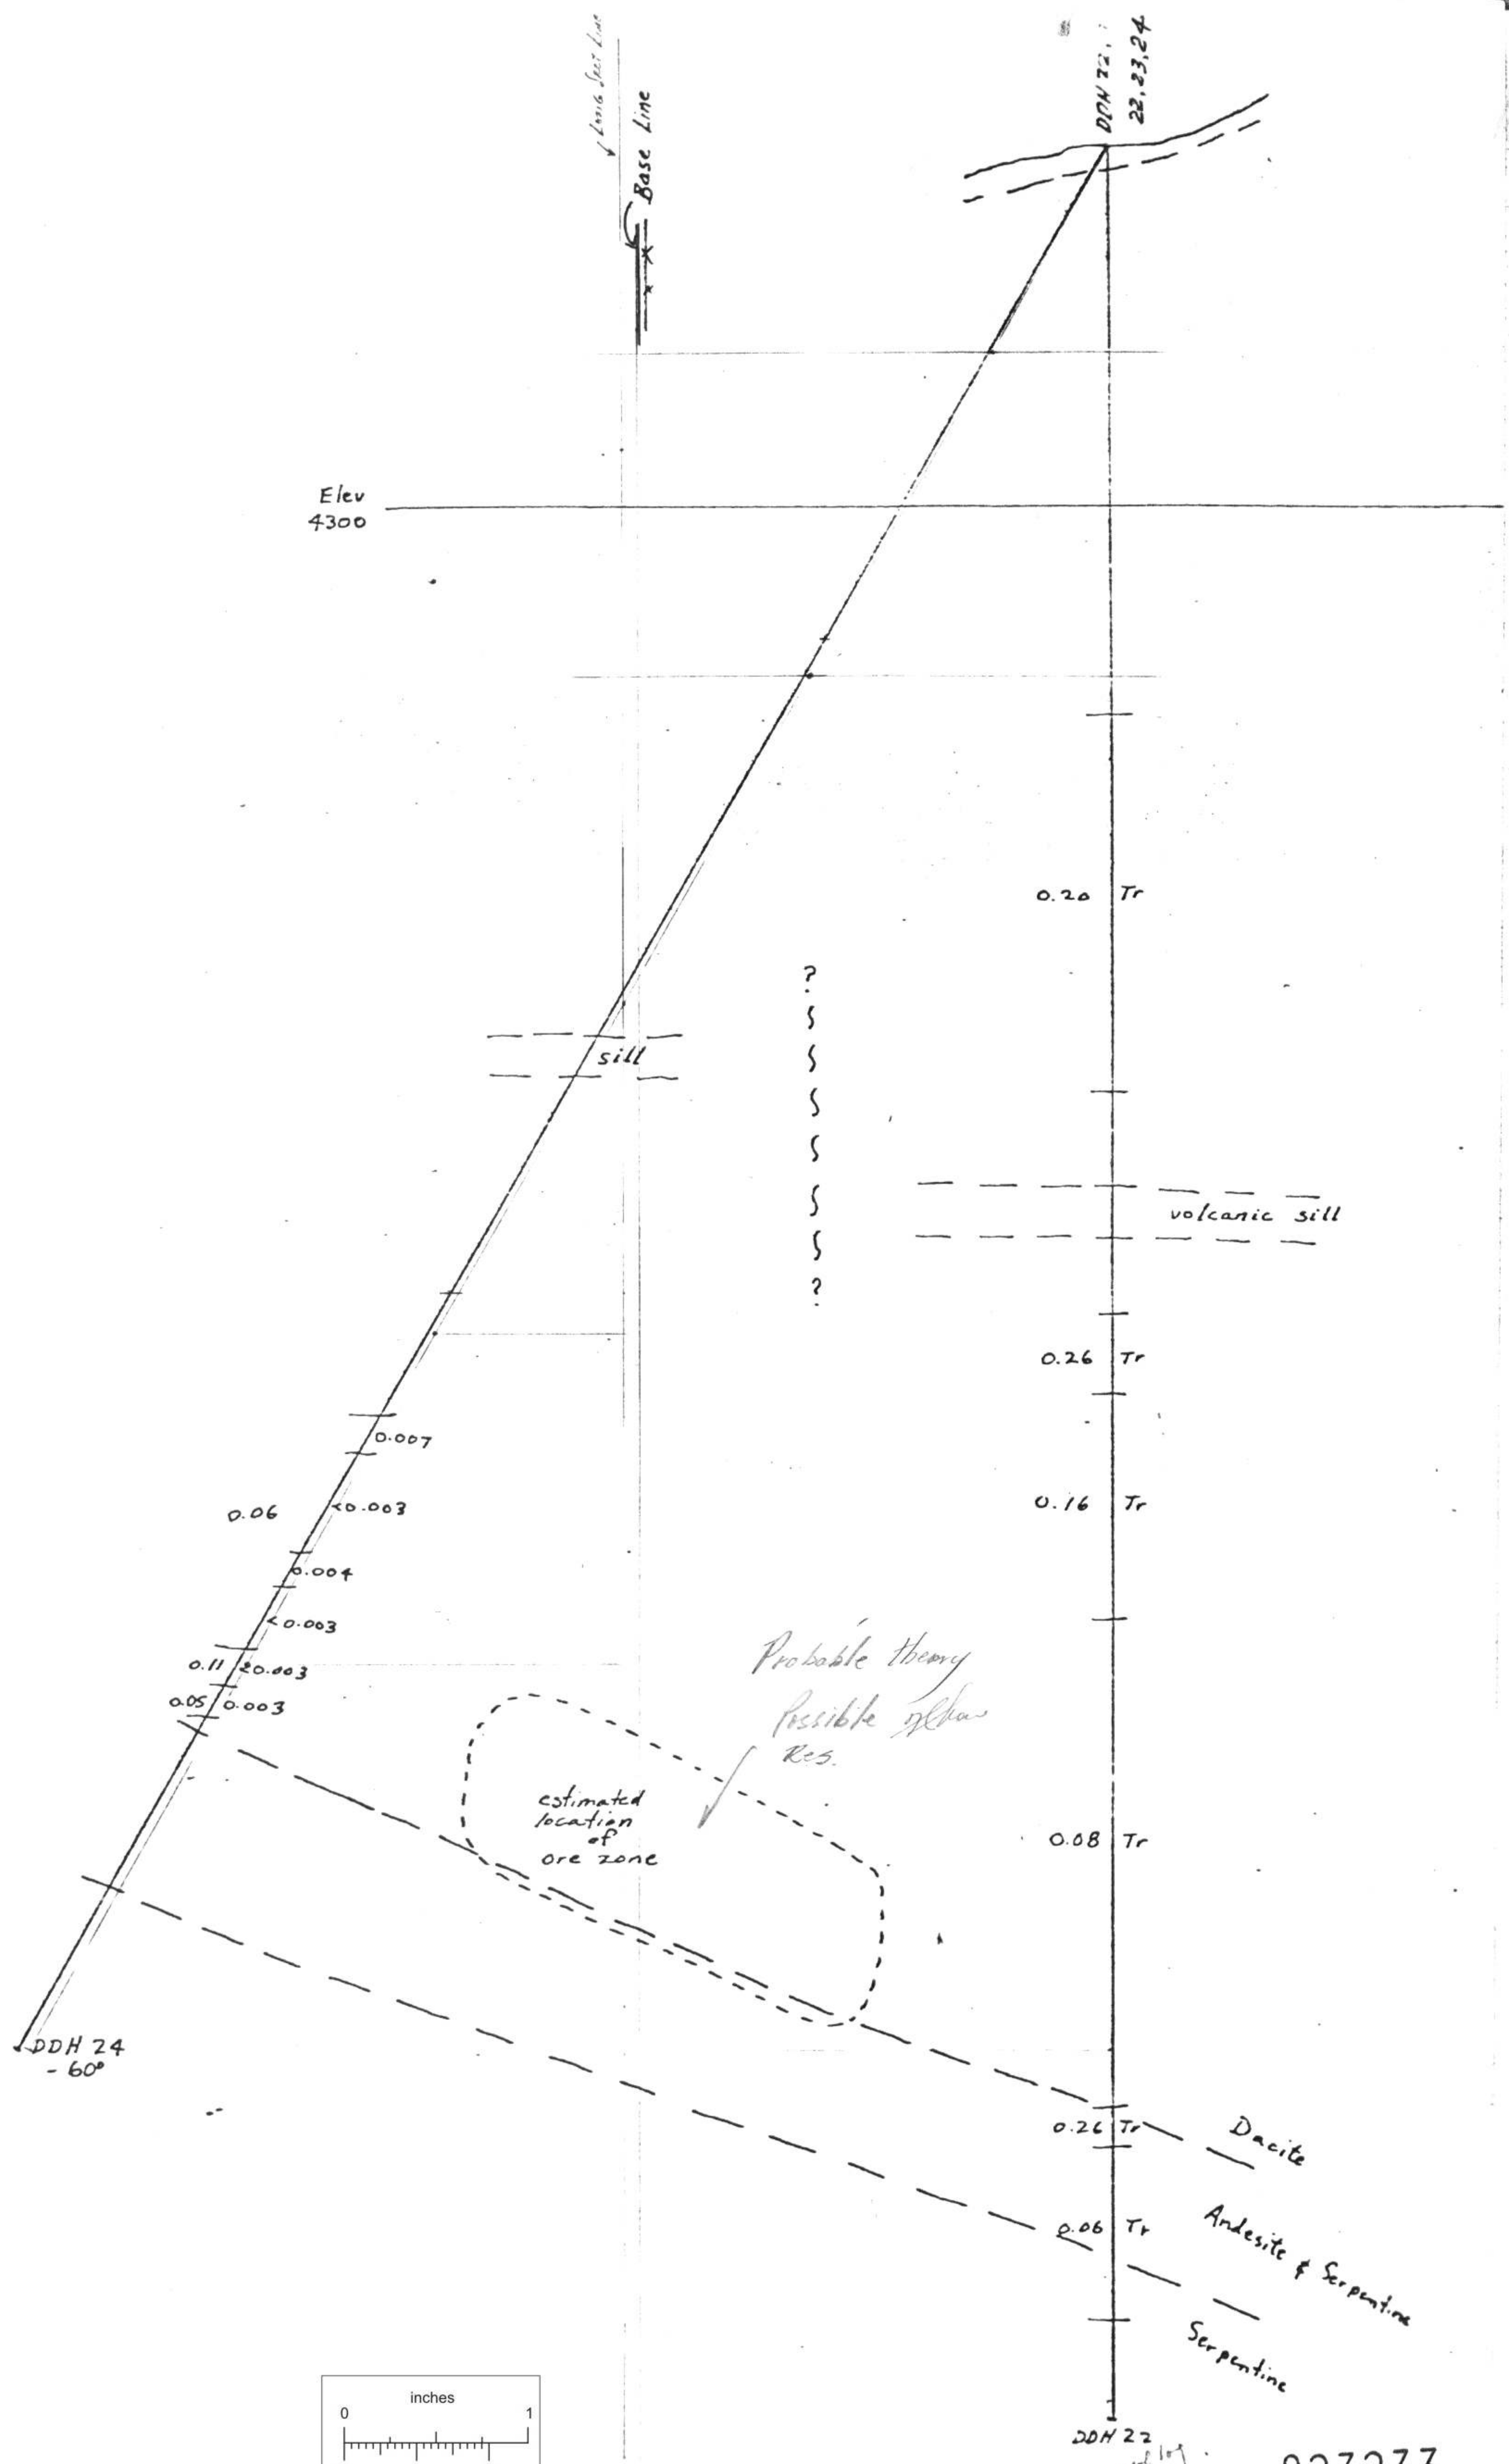 Long Sect Line
Base Line
DDH 22,
22,23,24
Elev
4300
0.20 Tr
?
sill
volcanic sill
?
0.26 Tr
0.007
0.06 <0.003
0.16 Tr
0.004
<0.003
0.11 <0.003
0.05 0.003
Probable theory
Possible
Res.
estimated
location
of
ore zone
0.08 Tr
DDH 24
- 60°
0.26 Tr
Dacite
0.06 Tr
Andesite & Serpentine
Serpentine
inches
0 1
DDH 22